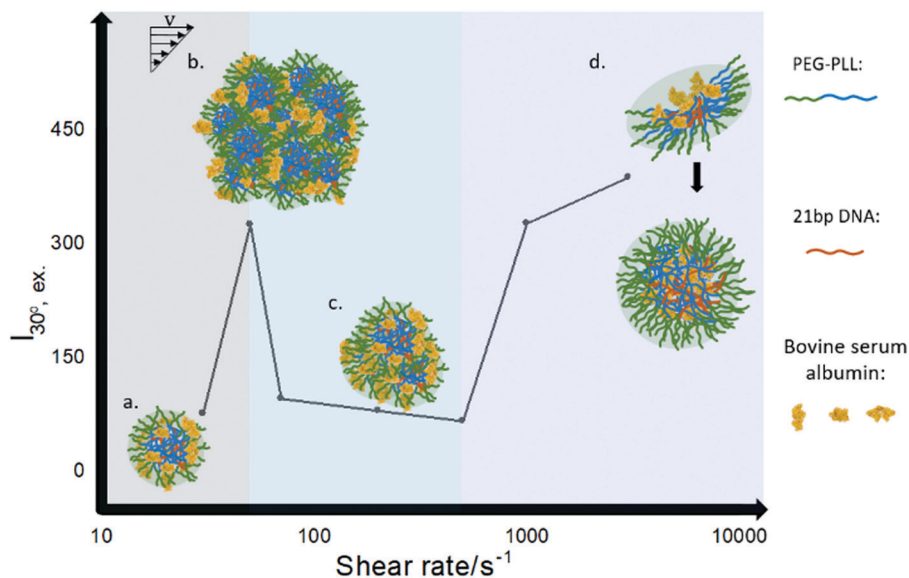 v
b.
d.
PEG-PLL:
450
21bp DNA:
300
I30°, ex.
c.
150
Bovine serum
albumin:
a.
0
10
100
1000
10000
Shear rate/s-1